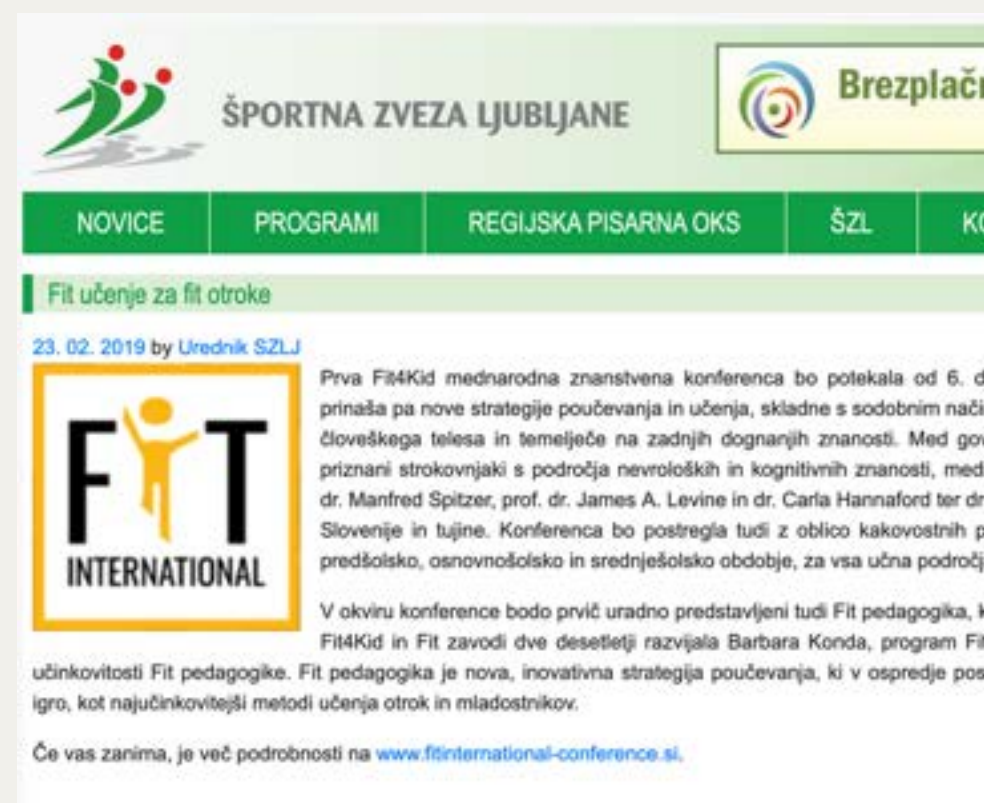 ŠPORTNA ZVEZA LJUBLJANE
NOVICE PROGRAMI REGIJSKA PISARNA OKS ŠZL
Fit učenje za fit otroke
23. 02. 2019 by Urednik SZLJ
FIT
INTERNATIONAL
Prva Fit4Kid mednarodna znanstvena konferenca bo potekala od 6.
prinaša pa nove strategije poučevanja in učenja, skladne s sodobnim
človeškega telesa in temelječe na zadnjih dognanjih znanosti. Med
priznani strokovnjaki s področja nevroloških in kognitivnih znanosti, med
dr. Manfred Spitzer, prof. dr. James A. Levine in dr. Carla Hannaford ter
Slovenije in tujine. Konferenca bo postregla tudi z oblico kakovostnih
predšolsko, osnovnošolsko in srednješolsko obdobje, za vsa učna
V okviru konference bodo prvič uradno predstavljeni tudi Fit pedagogika,
Fit4Kid in Fit zavodi dve desetletji razvijala Barbara Konda, program
učinkovitosti Fit pedagogike. Fit pedagogika je nova, inovativna strategija poučevanja, ki v ospredje
igro, kot najučinkovitejši metodi učenja otrok in mladostnikov.
Če vas zanima, je več podrobnosti na www.fitinternational-conference.si.